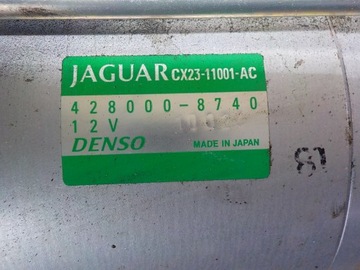 JAGUAR CX23-11001-AC
428000-8740
12V
DENSO MADE IN JAPAN